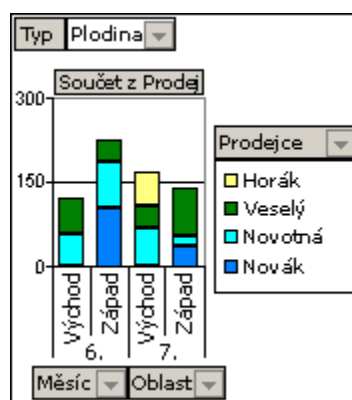 Typ Plodina
Součet z Prodej
300
150
0
Prodejce
Horák
Veselý
Novotná
Novák
Východ Západ Východ Západ
6. 7.
Měsíc Oblast